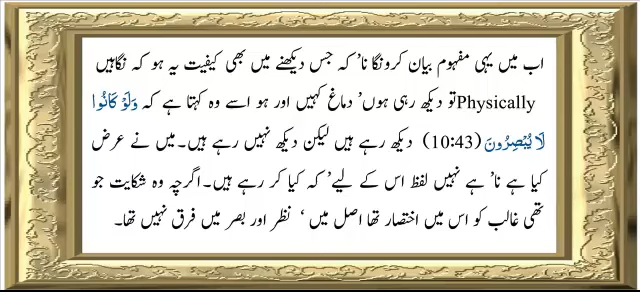 اب میں یہی مفہوم بیان کرونگا نا’ کہ جس دیکھنے میں بھی کیفیت یہ ہو کہ نگاہیں
Physically تو دیکھ رہی ہوں’ دماغ کہیں اور ہو اسے وہ کہتا ہے کہ وَلَوْ كَانُوا
لَا يُبْصِرُونَ (10:43) دیکھ رہے ہیں لیکن دیکھ نہیں رہے ہیں۔ میں نے عرض
کیا ہے نا’ ہے نہیں لفظ اس کے لیے’ کہ کیا کر رہے ہیں۔ اگرچہ وہ شکایت جو
تھی غالب کو اس میں اختصار تھا اصل میں ‘ نظر اور بصر میں فرق نہیں تھا۔